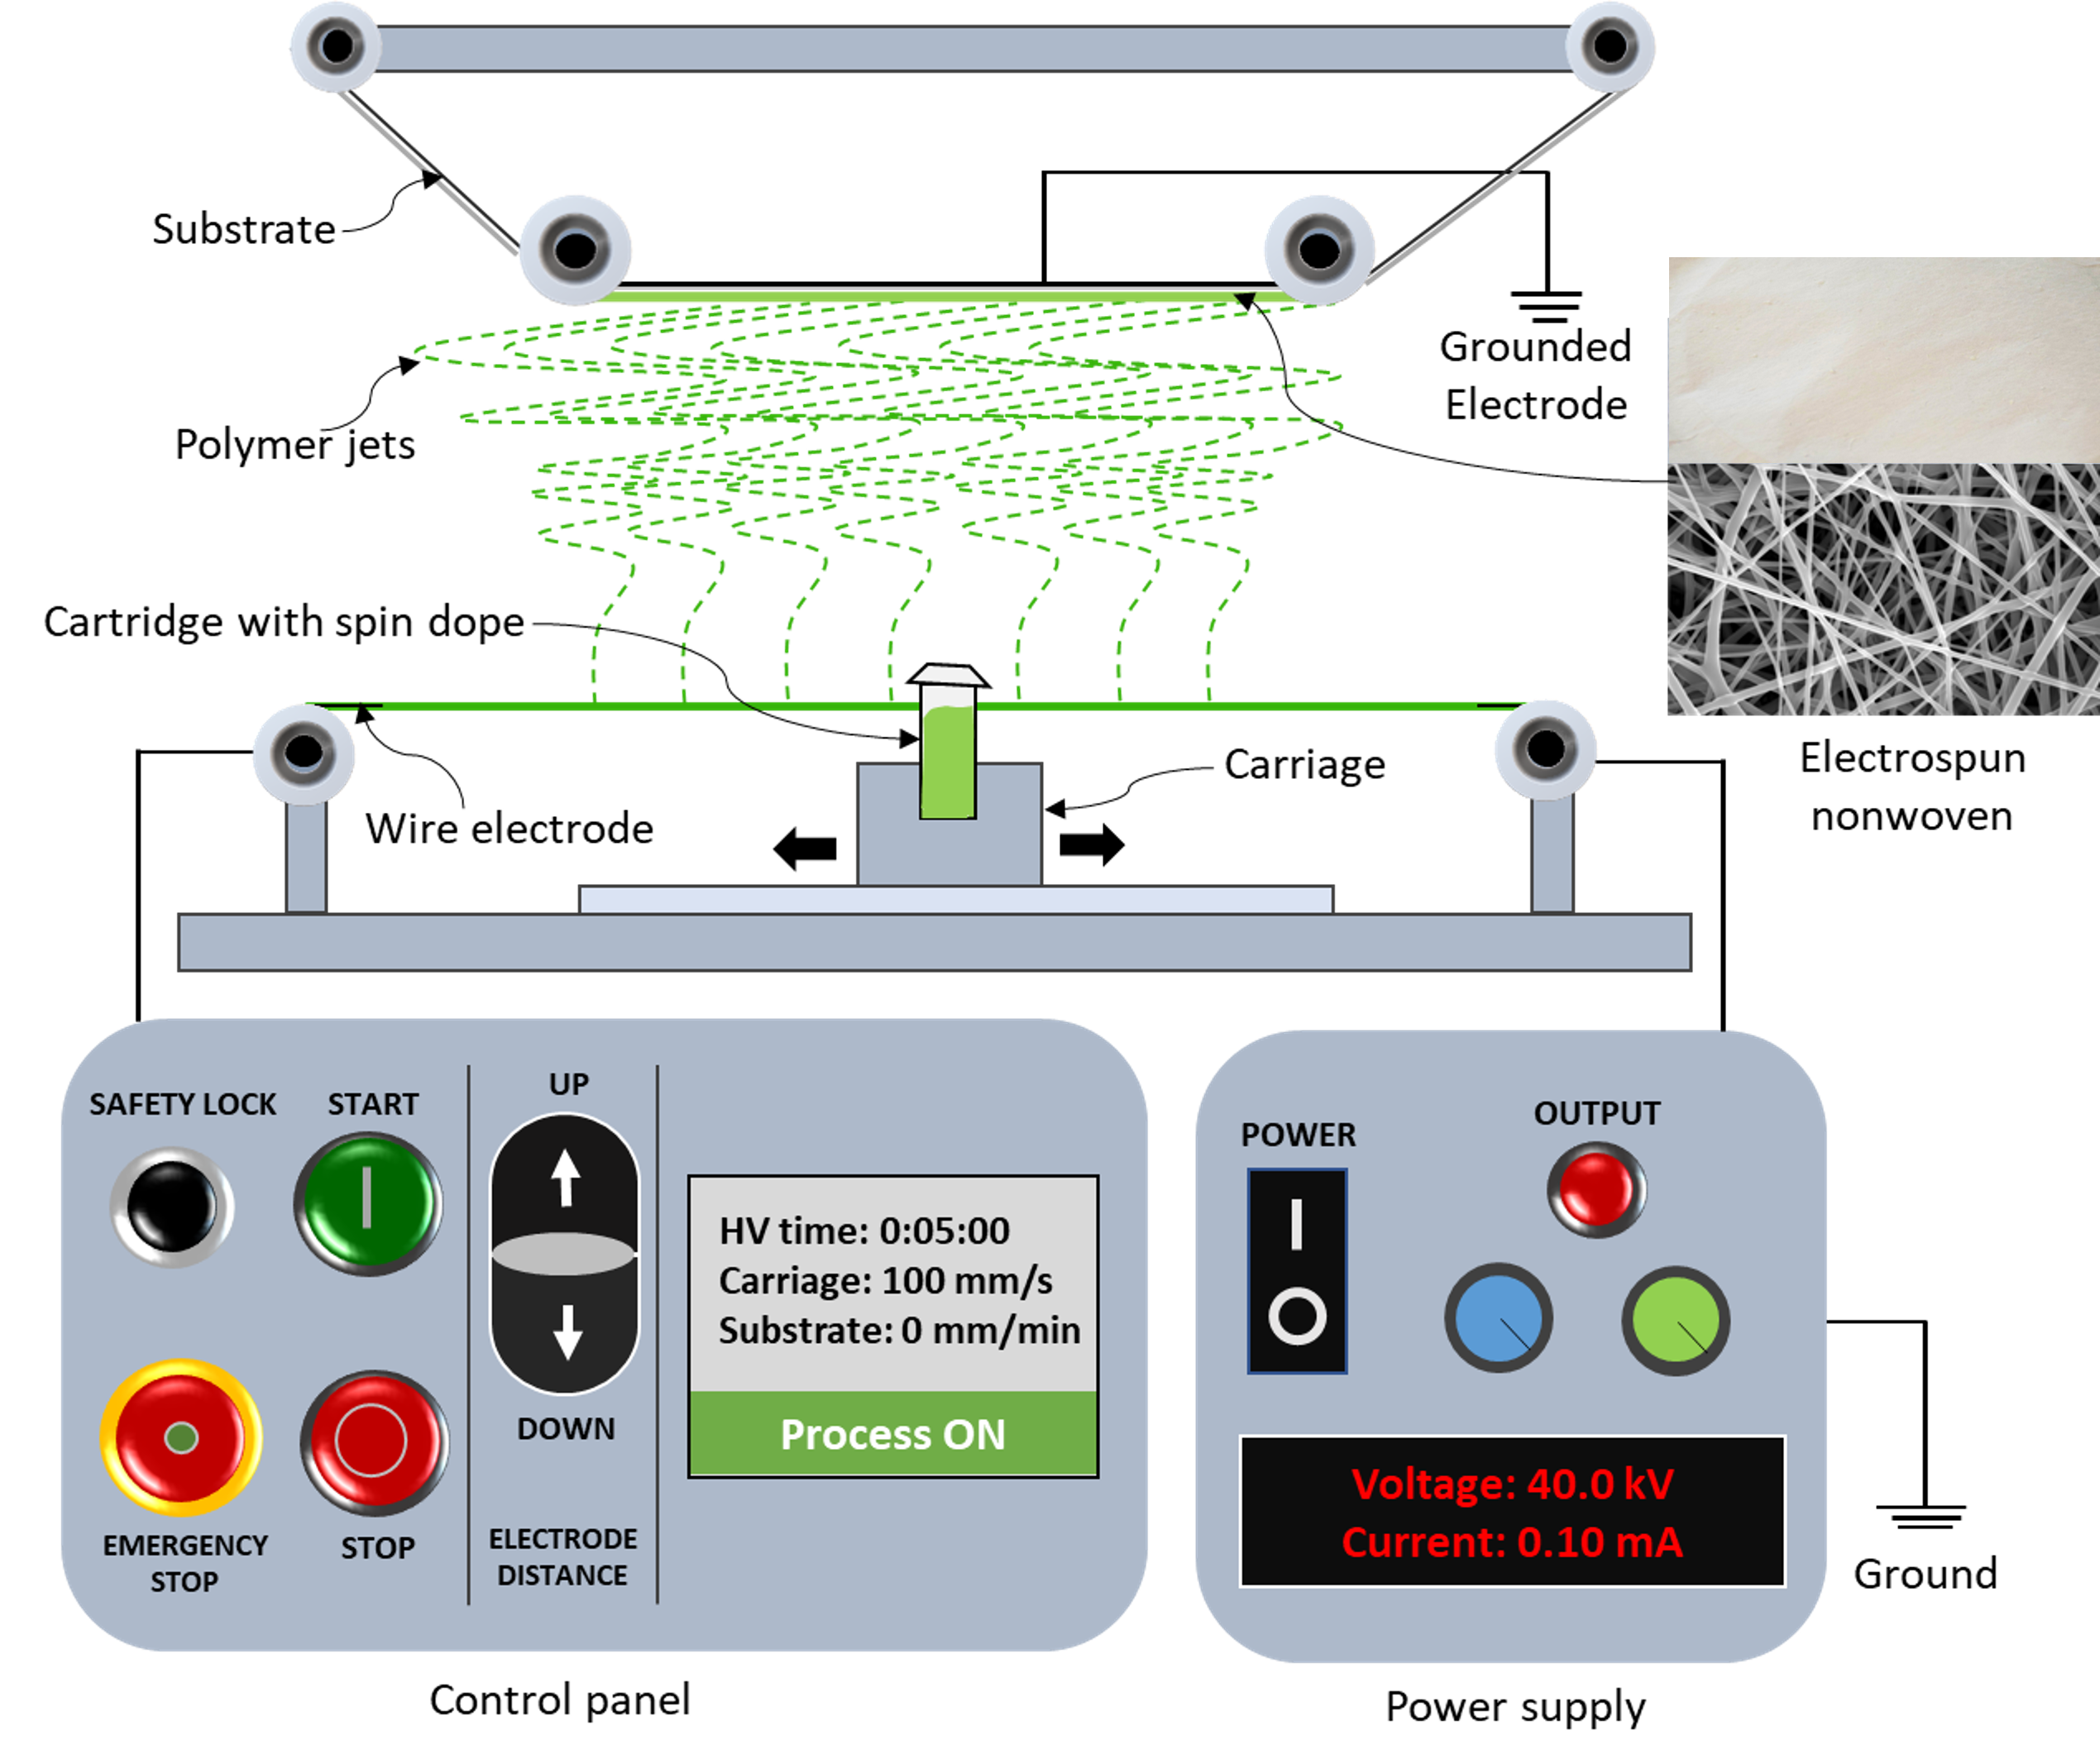 Substrate
Polymer jets
Grounded
Electrode
Cartridge with spin dope
Wire electrode
Carriage
Electrospun
nonwoven
SAFETY LOCK
START
UP
DOWN
ELECTRODE
DISTANCE
EMERGENCY
STOP
STOP
HV time: 0:05:00
Carriage: 100 mm/s
Substrate: 0 mm/min
Process ON
Control panel
POWER
OUTPUT
Voltage: 40.0 kV
Current: 0.10 mA
Power supply
Ground